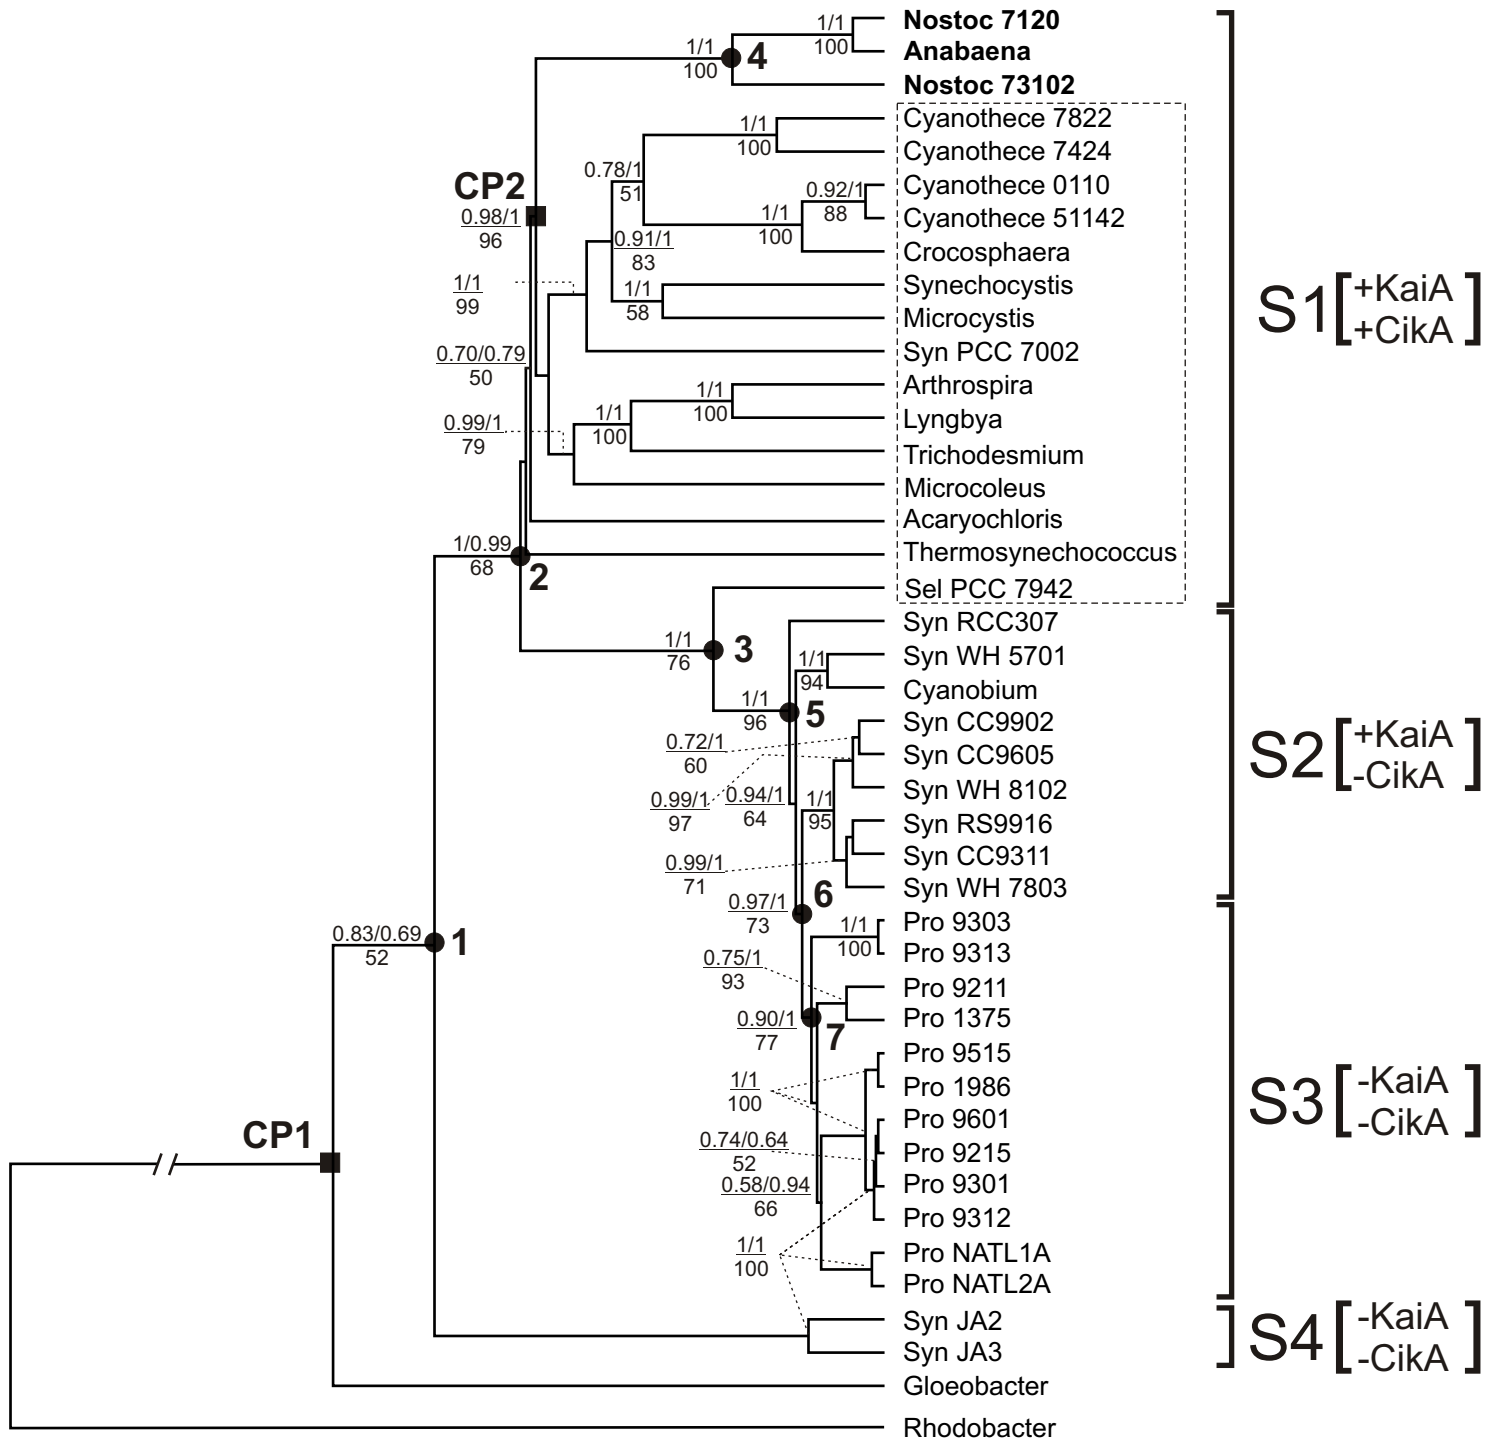 Nostoc 7120
Anabaena
Nostoc 73102
Cyanothece 7822
Cyanothece 7424
Cyanothece 0110
Cyanothece 51142
Crocosphaera
Synechocystis
Microcystis
Syn PCC 7002
Arthrospira
Lyngbya
Trichodesmium
Microcoleus
Acaryochloris
Thermosynechococcus
Sel PCC 7942
Syn RCC307
Syn WH 5701
Cyanobium
Syn CC9902
Syn CC9605
Syn WH 8102
Syn RS9916
Syn CC9311
Syn WH 7803
Pro 9303
Pro 9313
Pro 9211
Pro 1375
Pro 9515
Pro 1986
Pro 9601
Pro 9215
Pro 9301
Pro 9312
Pro NATL1A
Pro NATL2A
Syn JA2
Syn JA3
Gloeobacter
Rhodobacter
1/1
100
1/1
100
4
1/1
100
0.78/1
51
0.92/1
88
1/1
100
CP2
0.98/1
96
0.91/1
83
1/1
99
1/1
58
0.70/0.79
50
1/1
100
1/1
100
0.99/1
79
1/0.99
68
2
1/1
76
3
1/1
94
1/1
96
5
0.72/1
60
0.99/1
97
0.94/1
64
1/1
95
0.99/1
71
6
0.97/1
73
1/1
100
0.75/1
93
0.90/1
77
7
0.83/0.69
52
1
1/1
100
0.74/0.64
52
0.58/0.94
66
1/1
100
CP1
S1 [ +KaiA ]
+CikA
S2 [ +KaiA ]
-CikA
S3 [ -KaiA ]
-CikA
S4 [ -KaiA ]
-CikA